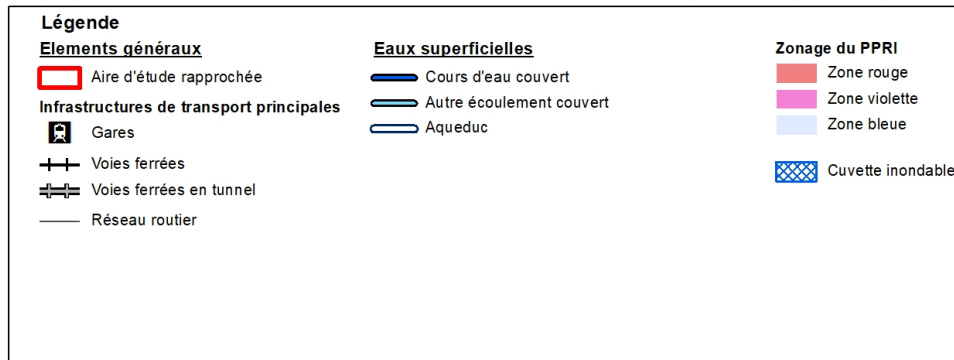 Légende
Elements généraux
Aire d'étude rapprochée
Infrastructures de transport principales
Gares
Voies ferrées
Voies ferrées en tunnel
Réseau routier
Eaux superficielles
Cours d'eau couvert
Autre écoulement couvert
Aqueduc
Zonage du PPRI
Zone rouge
Zone violette
Zone bleue
Cuvette inondable